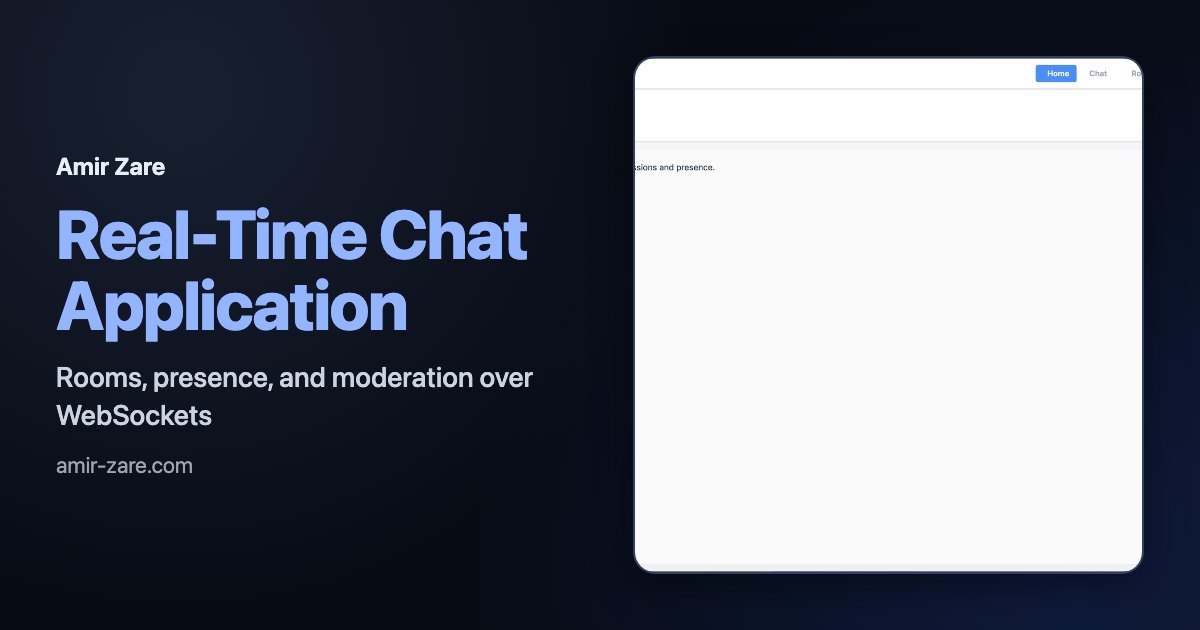 Amir Zare
Real-Time Chat
Application
Rooms, presence, and moderation over
WebSockets
amir-zare.com
Home Chat
and presence.